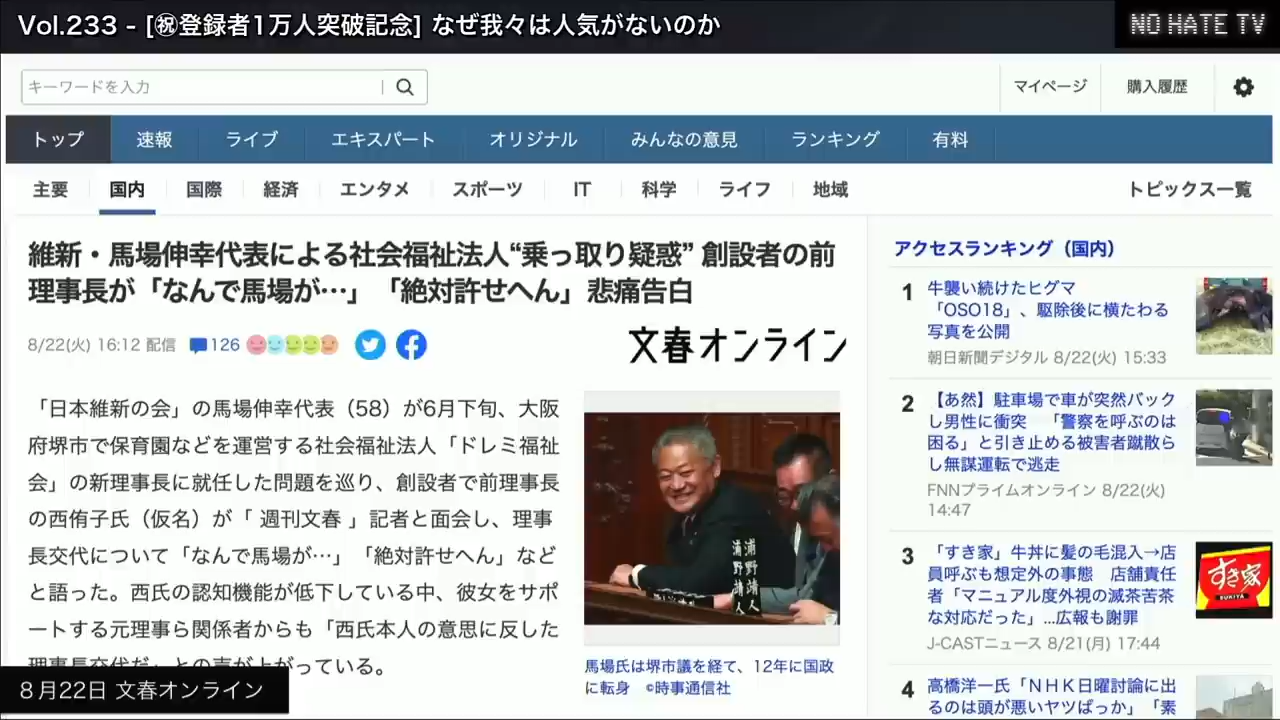 Vol.233 - [㊗登録者1万人突破記念] なぜ我々は人気がないのか
NO HATE TV
キーワードを入力
マイページ
購入履歴
トップ
速報
ライブ
エキスパート
オリジナル
みんなの意見
ランキング
有料
主要
国内
国際
経済
エンタメ
スポーツ
IT
科学
ライフ
地域
トピックス一覧
維新・馬場伸幸代表による社会福祉法人“乗っ取り疑惑” 創設者の前
理事長が「なんで馬場が…」「絶対許せへん」悲痛告白
8/22(火) 16:12 配信
126
文春オンライン
「日本維新の会」の馬場伸幸代表（58）が6月下旬、大阪
府堺市で保育園などを運営する社会福祉法人「ドレミ福祉
会」の新理事長に就任した問題を巡り、創設者で前理事長
の西侑子氏（仮名）が「 週刊文春 」記者と面会し、理事
長交代について「なんで馬場が…」「絶対許せへん」など
と語った。西氏の認知機能が低下している中、彼女をサポ
ートする元理事ら関係者からも「西氏本人の意思に反した
理事長交代だ」との声が上がっている。
浦野靖人
浦野靖人
馬場氏は堺市議を経て、12年に国政
に転身 ©時事通信社
アクセスランキング（国内）
1
牛襲い続けたヒグマ
「OSO18」、駆除後に横たわる
写真を公開
朝日新聞デジタル 8/22(火) 15:33
2
【あ然】駐車場で車が突然バック
し男性に衝突 「警察を呼ぶのは
困る」と引き止める被害者蹴散ら
し無謀運転で逃走
FNNプライムオンライン 8/22(火)
14:47
3
「すき家」牛丼に髪の毛混入→店
員呼ぶも想定外の事態 店舗責任
者「マニュアル度外視の滅茶苦茶
な対応だった」...広報も謝罪
J-CASTニュース 8/21(月) 17:44
すき家
SUKIYA
4
高橋洋一氏「ＮＨＫ日曜討論に出
るのは頭が悪いヤツばっか」「素
８月22日 文春オンライン